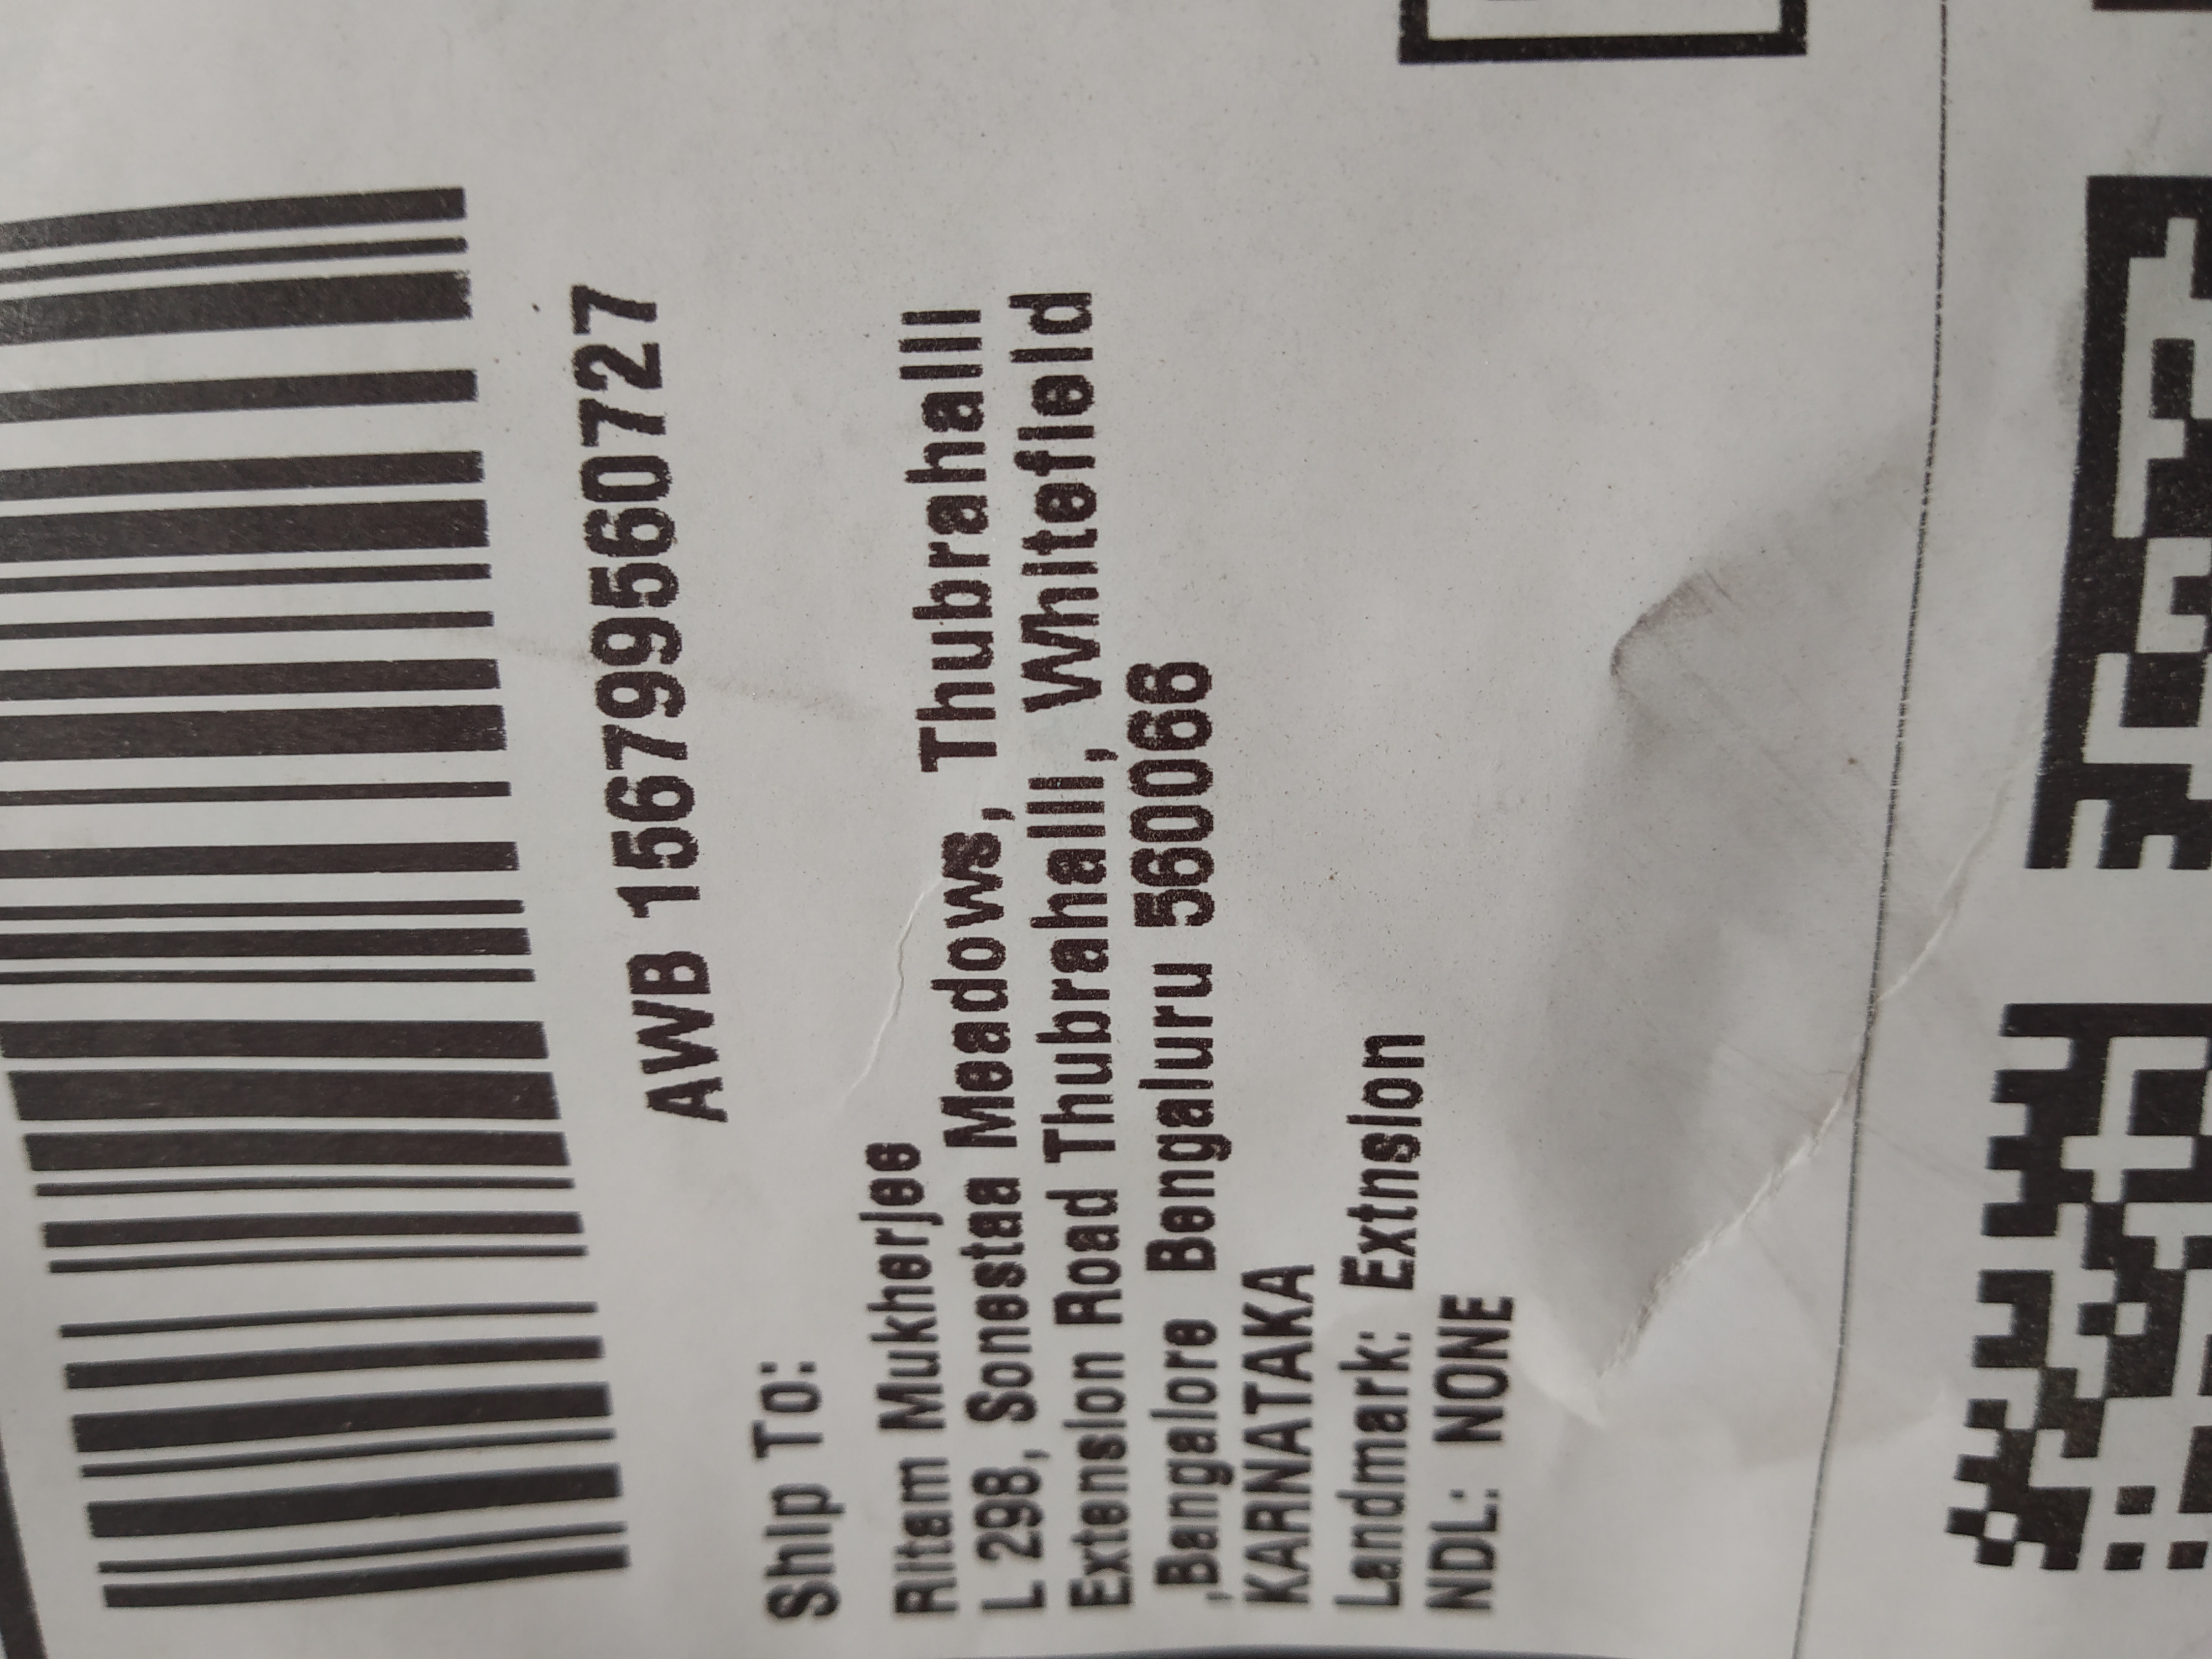 AWB 156799560727
Ship To:
Ritam Mukherjee
L 298, Sonestaa Meadows, Thubrahalli
Extension Road Thubrahalli, Whitefield
,Bangalore Bengaluru 560066
KARNATAKA
Landmark: Extnsion
NDL: NONE